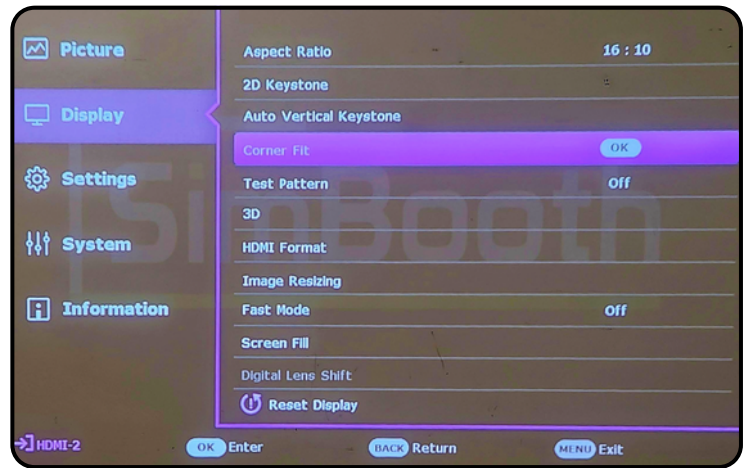 Picture
Display
Settings
System
Information
Aspect Ratio 16 : 10
2D Keystone
Auto Vertical Keystone
Corner Fit OK
Test Pattern Off
3D
HDMI Format
Image Resizing
Fast Mode Off
Screen Fill
Digital Lens Shift
Reset Display
SimBooth
HDMI-2 OK Enter BACK Return MENU Exit